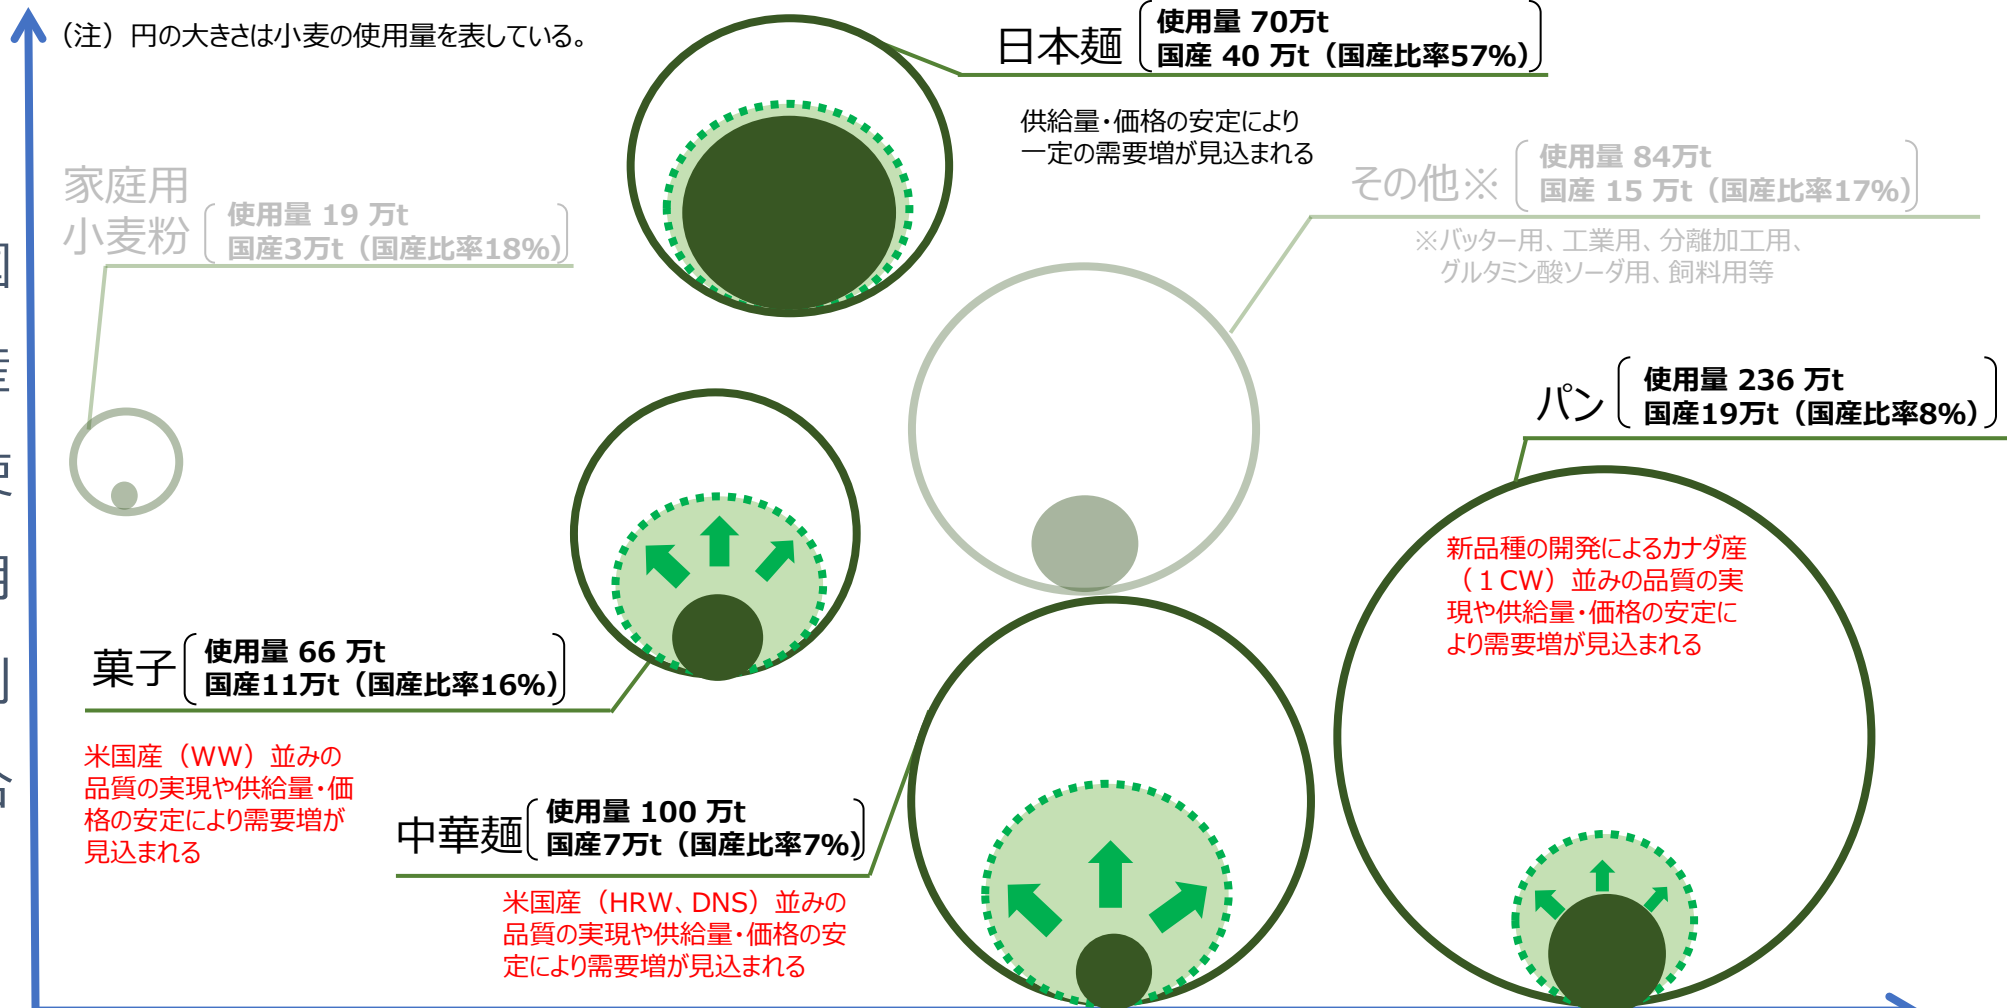 （注）円の大きさは小麦の使用量を表している。
日本麺
使用量 70万t
国産 40 万t（国産比率57%）
供給量・価格の安定により
一定の需要増が見込まれる
家庭用
小麦粉
使用量 19 万t
国産3万t（国産比率18%）
その他※
使用量 84万t
国産 15 万t（国産比率17%）
※バッター用、工業用、分離加工用、
グルタミン酸ソーダ用、飼料用等
パン
使用量 236 万t
国産19万t（国産比率8%）
新品種の開発によるカナダ産
（１CW）並みの品質の実
現や供給量・価格の安定に
より需要増が見込まれる
菓子
使用量 66 万t
国産11万t（国産比率16%）
米国産（WW）並みの
品質の実現や供給量・価
格の安定により需要増が
見込まれる
中華麺
使用量 100 万t
国産7万t（国産比率7%）
米国産（HRW、DNS）並みの
品質の実現や供給量・価格の安
定により需要増が見込まれる